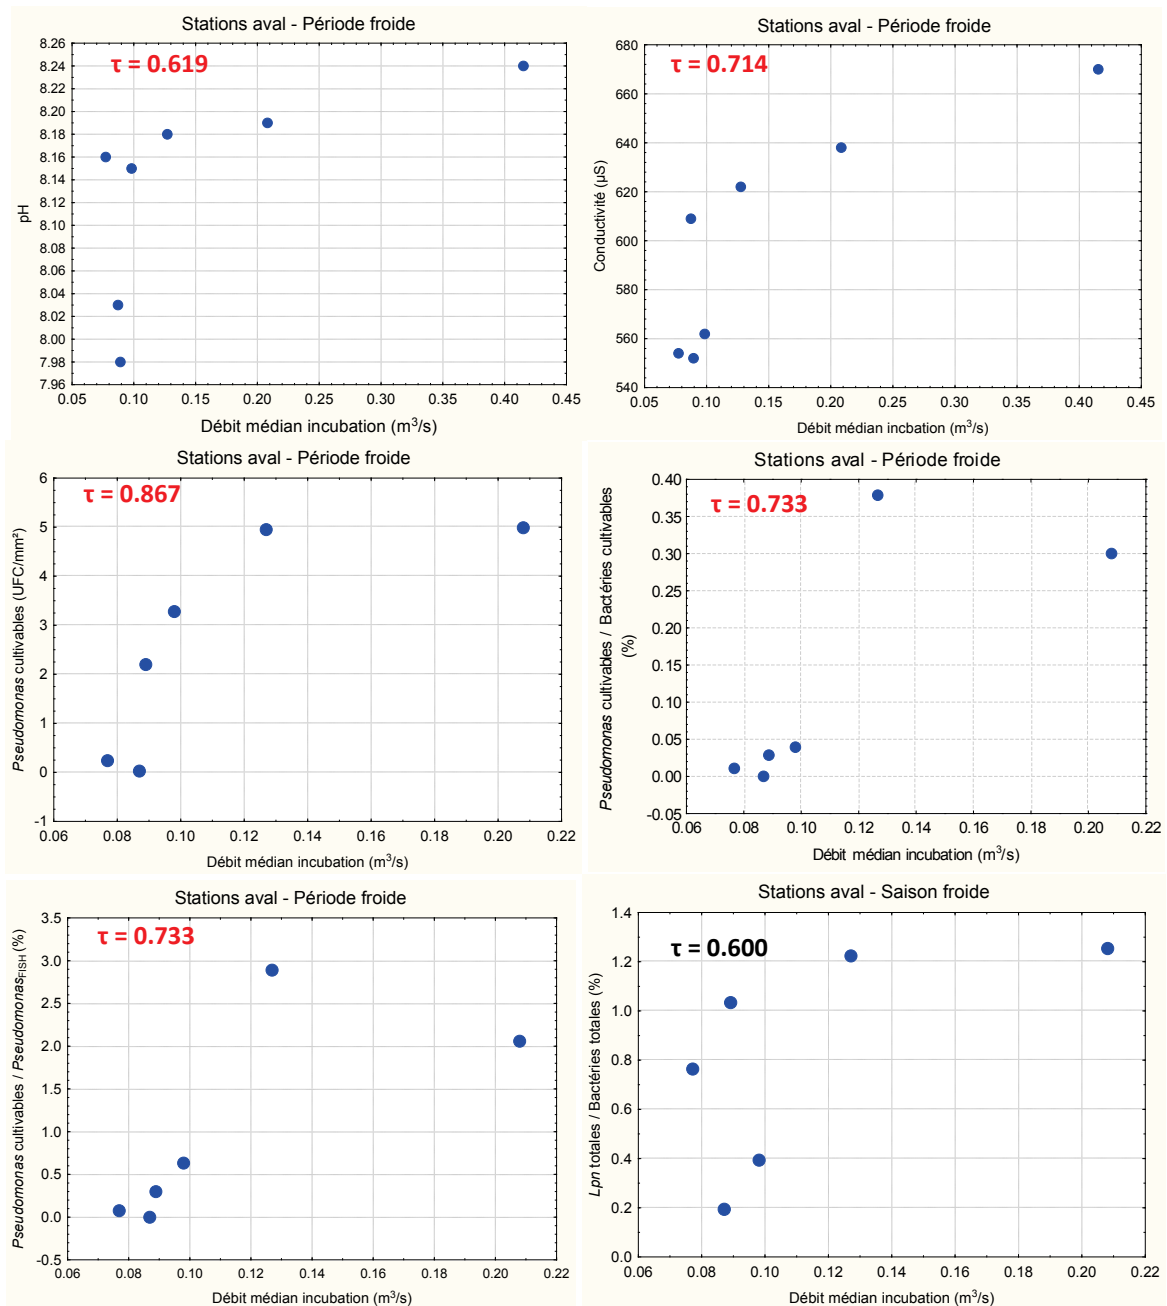 Stations aval - Période froide
τ = 0.619
pH
8.26
8.24
8.22
8.20
8.18
8.16
8.14
8.12
8.10
8.08
8.06
8.04
8.02
8.00
7.98
7.96
0.05 0.10 0.15 0.20 0.25 0.30 0.35 0.40 0.45
Débit médian incubation (m³/s)
Stations aval - Période froide
τ = 0.714
Conductivité (µS)
680
660
640
620
600
580
560
540
0.05 0.10 0.15 0.20 0.25 0.30 0.35 0.40 0.45
Débit médian incbation (m³/s)
Stations aval - Période froide
τ = 0.867
Pseudomonas cultivables (UFC/mm²)
6
5
4
3
2
1
0
-1
0.06 0.08 0.10 0.12 0.14 0.16 0.18 0.20 0.22
Débit médian incubation (m³/s)
Stations aval - Période froide
τ = 0.733
Pseudomonas cultivables / Bactéries cultivables
(%)
0.40
0.35
0.30
0.25
0.20
0.15
0.10
0.05
0.00
-0.05
0.06 0.08 0.10 0.12 0.14 0.16 0.18 0.20 0.22
Débit médian incubation (m³/s)
Stations aval - Période froide
τ = 0.733
Pseudomonas cultivables / Pseudomonas FISH (%)
3.5
3.0
2.5
2.0
1.5
1.0
0.5
0.0
-0.5
0.06 0.08 0.10 0.12 0.14 0.16 0.18 0.20 0.22
Débit médian incubation (m³/s)
Stations aval - Saison froide
τ = 0.600
Lpn totales / Bactéries totales (%)
1.4
1.2
1.0
0.8
0.6
0.4
0.2
0.0
0.06 0.08 0.10 0.12 0.14 0.16 0.18 0.20 0.22
Débit médian incubation (m³/s)